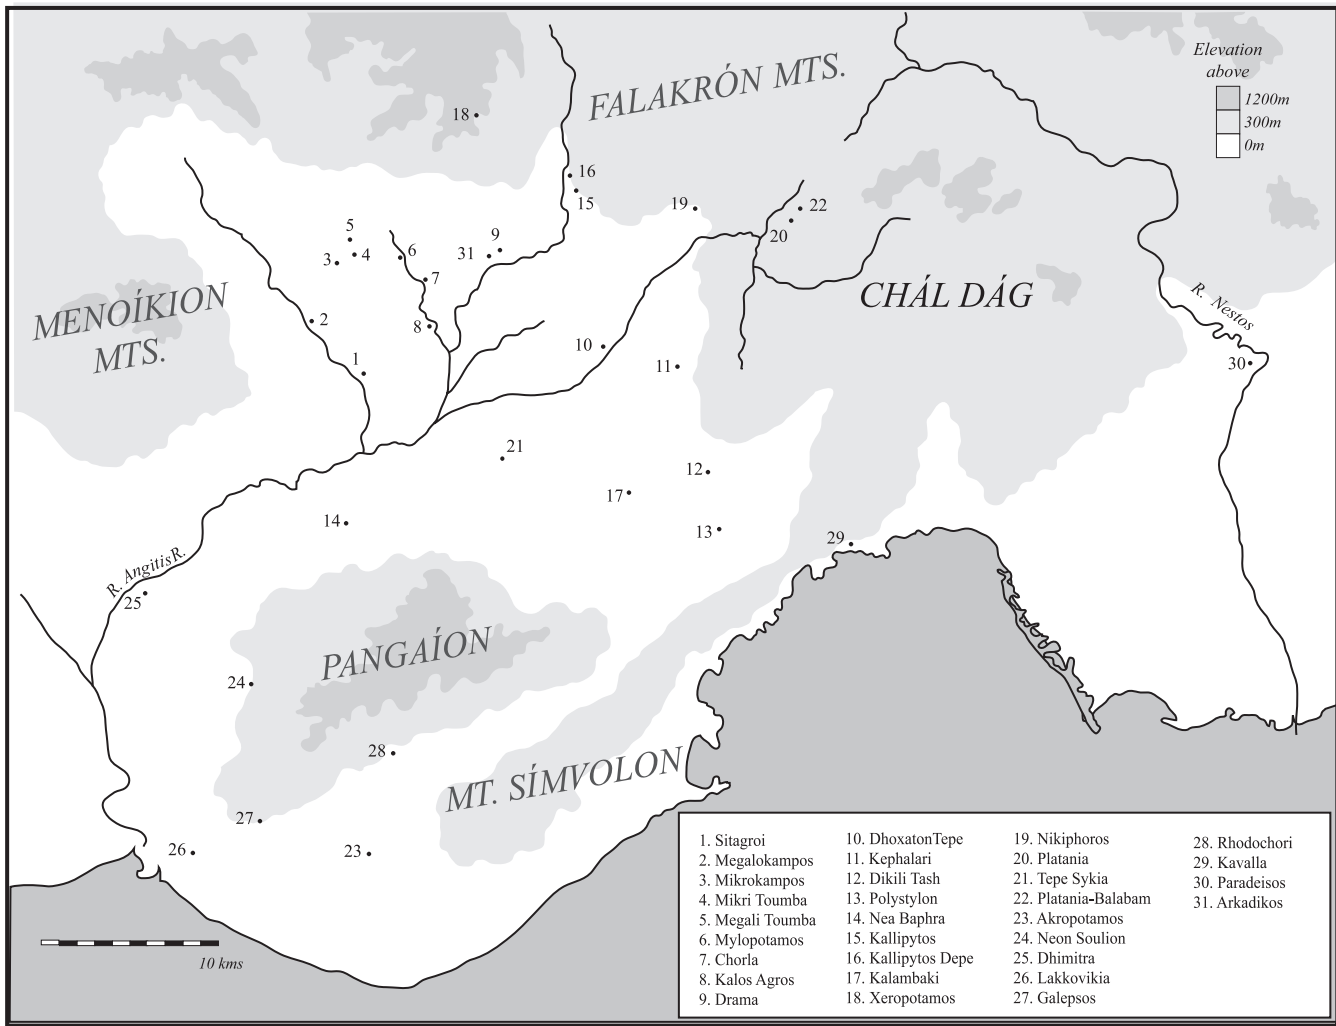 Elevation
above
1200m
300m
0m
FALAKRÓN MTS.
18
16
15
19
22
20
5
4
3
6
9
31
7
MENOÍKION
MTS.
CHÁL DÁG
R. Nestos
2
8
1
10
11
30
21
12
17
14
13
29
R. Angitis R.
25
PANGAÍON
24
28
MT. SÍMVOLON
27
26
23
10 kms
1. Sitagroi
2. Megalokampos
3. Mikrokampos
4. Mikri Toumba
5. Megali Toumba
6. Mylopotamos
7. Chorla
8. Kalos Agros
9. Drama
10. DhoxatonTepe
11. Kephalari
12. Dikili Tash
13. Polystylon
14. Nea Baphra
15. Kallipytos
16. Kallipytos Depe
17. Kalambaki
18. Xeropotamos
19. Nikiphoros
20. Platania
21. Tepe Sykia
22. Platania-Balabam
23. Akropotamos
24. Neon Soulion
25. Dhimitra
26. Lakkovikia
27. Galepsos
28. Rhodochori
29. Kavalla
30. Paradeisos
31. Arkadikos